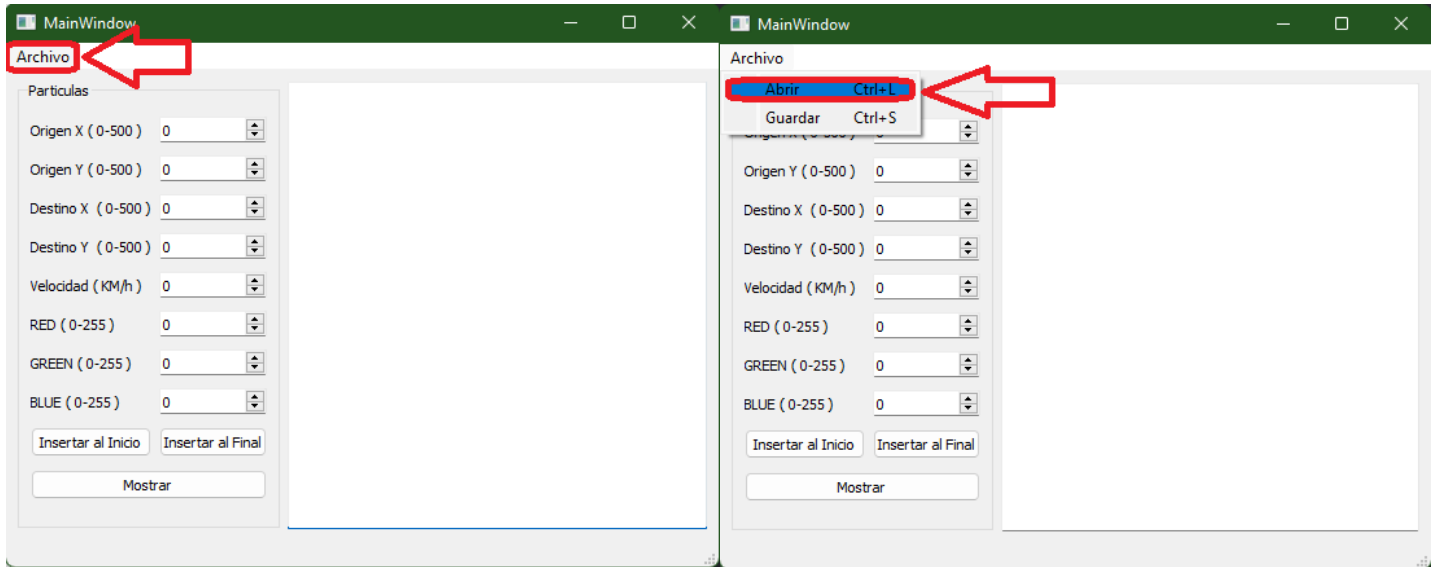 MainWindow
Archivo
Particulas
Origen X ( 0-500 ) 0
Origen Y ( 0-500 ) 0
Destino X ( 0-500 ) 0
Destino Y ( 0-500 ) 0
Velocidad ( KM/h ) 0
RED ( 0-255 ) 0
GREEN ( 0-255 ) 0
BLUE ( 0-255 ) 0
Insertar al Inicio Insertar al Final
Mostrar
MainWindow
Archivo
Abrir Ctrl+L
Guardar Ctrl+S
Origen X ( 0-500 ) 0
Origen Y ( 0-500 ) 0
Destino X ( 0-500 ) 0
Destino Y ( 0-500 ) 0
Velocidad ( KM/h ) 0
RED ( 0-255 ) 0
GREEN ( 0-255 ) 0
BLUE ( 0-255 ) 0
Insertar al Inicio Insertar al Final
Mostrar